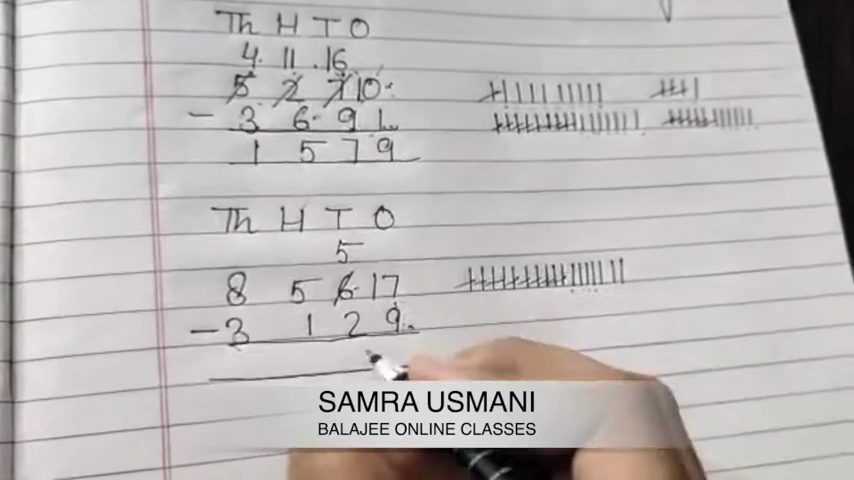 Th H T O
4 11 16
5 2 7 10
- 3 6 9 1
1 5 7 9
Th H T O
5
8 5 6 17
- 3 1 2 9
SAMRA USMANI
BALAJEE ONLINE CLASSES